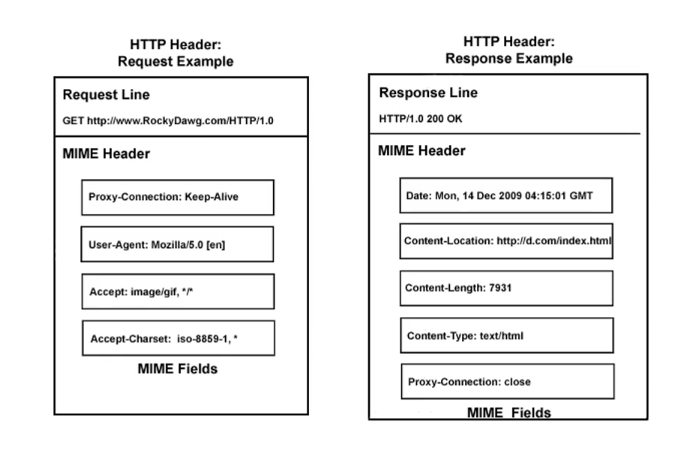 HTTP Header:
Request Example
Request Line
GET http://www.RockyDawg.com/HTTP/1.0
MIME Header
Proxy-Connection: Keep-Alive
User-Agent: Mozilla/5.0 [en]
Accept: image/gif, */*
Accept-Charset: iso-8859-1, *
MIME Fields
HTTP Header:
Response Example
Response Line
HTTP/1.0 200 OK
MIME Header
Date: Mon, 14 Dec 2009 04:15:01 GMT
Content-Location: http://d.com/index.html
Content-Length: 7931
Content-Type: text/html
Proxy-Connection: close
MIME Fields